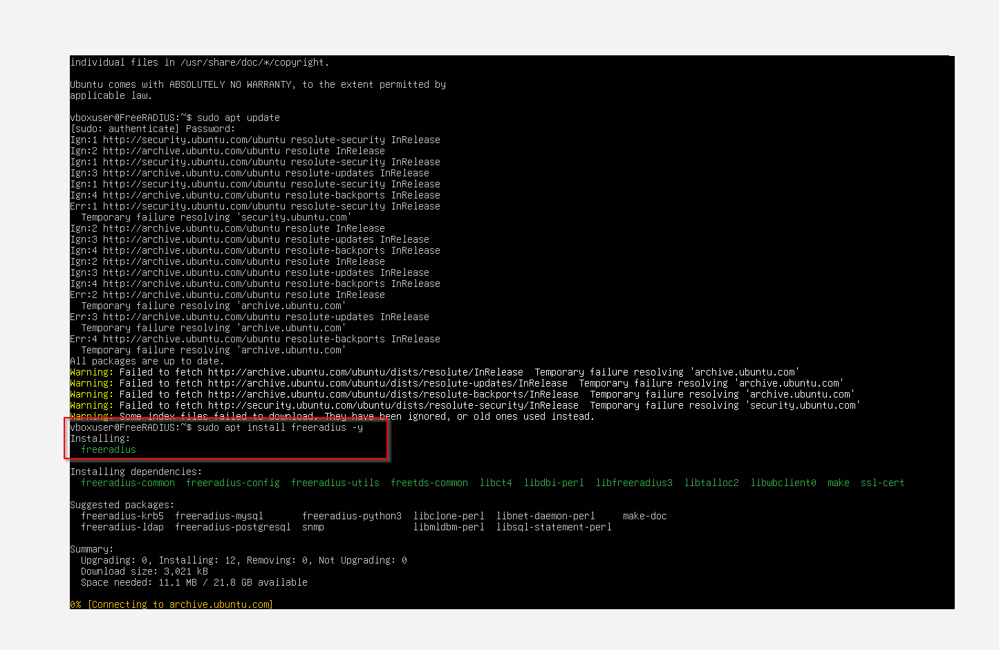 individual files in /usr/share/doc/*/copyright.
Ubuntu comes with ABSOLUTELY NO WARRANTY, to the extent permitted by
applicable law.
vboxuser@FreeRADIUS:~$ sudo apt update
[sudo: authenticate] Password:
Ign:1 http://security.ubuntu.com/ubuntu resolute-security InRelease
Ign:2 http://archive.ubuntu.com/ubuntu resolute InRelease
Ign:1 http://security.ubuntu.com/ubuntu resolute-security InRelease
Ign:3 http://archive.ubuntu.com/ubuntu resolute-updates InRelease
Ign:1 http://security.ubuntu.com/ubuntu resolute-security InRelease
Ign:4 http://archive.ubuntu.com/ubuntu resolute-backports InRelease
Err:1 http://security.ubuntu.com/ubuntu resolute-security InRelease
  Temporary failure resolving 'security.ubuntu.com'
Ign:2 http://archive.ubuntu.com/ubuntu resolute InRelease
Ign:3 http://archive.ubuntu.com/ubuntu resolute-updates InRelease
Ign:4 http://archive.ubuntu.com/ubuntu resolute-backports InRelease
Ign:2 http://archive.ubuntu.com/ubuntu resolute InRelease
Ign:3 http://archive.ubuntu.com/ubuntu resolute-updates InRelease
Ign:4 http://archive.ubuntu.com/ubuntu resolute-backports InRelease
Err:2 http://archive.ubuntu.com/ubuntu resolute InRelease
  Temporary failure resolving 'archive.ubuntu.com'
Err:3 http://archive.ubuntu.com/ubuntu resolute-updates InRelease
  Temporary failure resolving 'archive.ubuntu.com'
Err:4 http://archive.ubuntu.com/ubuntu resolute-backports InRelease
  Temporary failure resolving 'archive.ubuntu.com'
All packages are up to date.
Warning: Failed to fetch http://archive.ubuntu.com/ubuntu/dists/resolute/InRelease  Temporary failure resolving 'archive.ubuntu.com'
Warning: Failed to fetch http://archive.ubuntu.com/ubuntu/dists/resolute-updates/InRelease  Temporary failure resolving 'archive.ubuntu.com'
Warning: Failed to fetch http://archive.ubuntu.com/ubuntu/dists/resolute-backports/InRelease  Temporary failure resolving 'archive.ubuntu.com'
Warning: Failed to fetch http://security.ubuntu.com/ubuntu/dists/resolute-security/InRelease  Temporary failure resolving 'security.ubuntu.com'
Warning: Some index files failed to download. They have been ignored, or old ones used instead.
vboxuser@FreeRADIUS:~$ sudo apt install freeradius -y
Installing:
  freeradius
Installing dependencies:
  freeradius-common  freeradius-config  freeradius-utils  freetds-common  libct4  libdbi-perl  libfreeradius3  libtalloc2  libwbclient0  make  ssl-cert
Suggested packages:
  freeradius-krb5  freeradius-mysql       freeradius-python3  libclone-perl  libnet-daemon-perl     make-doc
  freeradius-ldap  freeradius-postgresql  snmp                libmldbm-perl  libsql-statement-perl
Summary:
  Upgrading: 0, Installing: 12, Removing: 0, Not Upgrading: 0
  Download size: 3,021 kB
  Space needed: 11.1 MB / 21.8 GB available
0% [Connecting to archive.ubuntu.com]